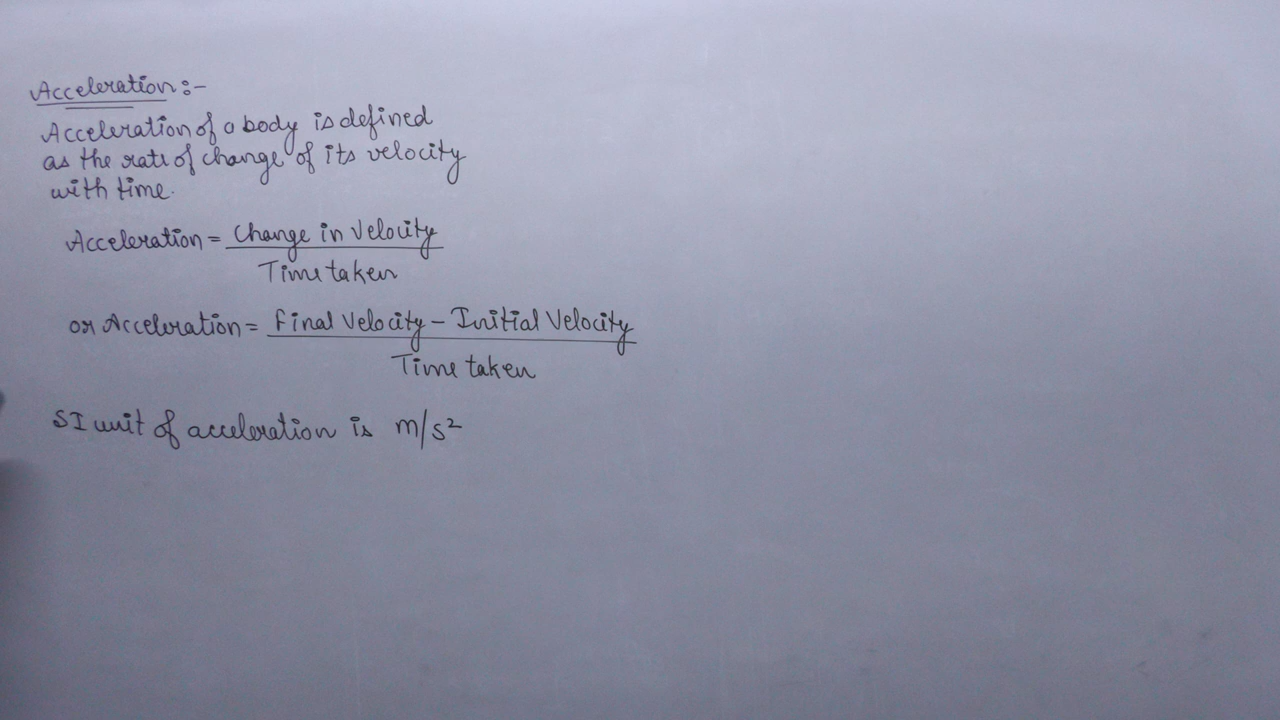 Acceleration:-
Acceleration of a body is defined
as the rate of change of its velocity
with time.
Acceleration = Change in Velocity
Time taken
or Acceleration = Final Velocity - Initial Velocity
Time taken
SI unit of acceleration is m/s²